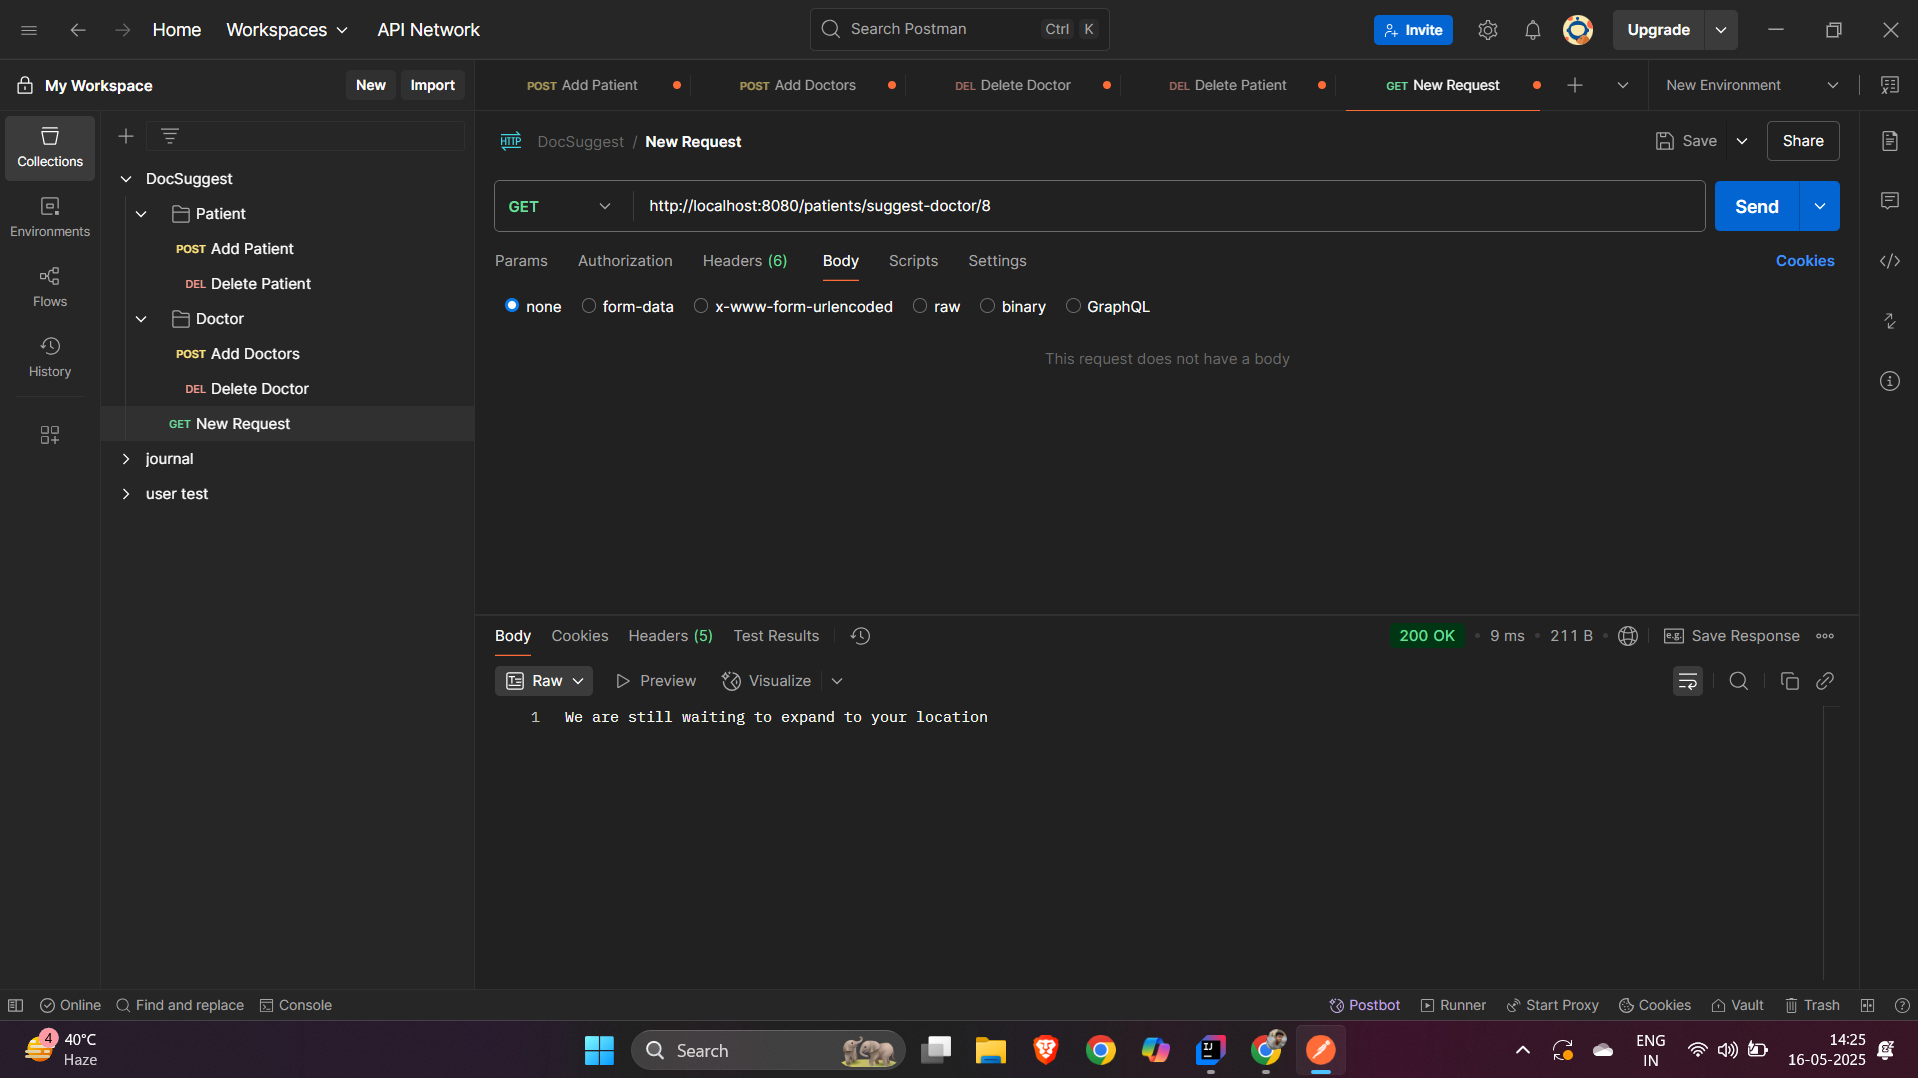 Home
Workspaces
API Network
Search Postman
Ctrl K
Invite
Upgrade
My Workspace
New
Import
POST Add Patient
POST Add Doctors
DEL Delete Doctor
DEL Delete Patient
GET New Request
New Environment
Collections
Environments
Flows
History
DocSuggest
Patient
POST Add Patient
DEL Delete Patient
Doctor
POST Add Doctors
DEL Delete Doctor
GET New Request
journal
user test
HTTP DocSuggest / New Request
Save
Share
GET
http://localhost:8080/patients/suggest-doctor/8
Send
Params
Authorization
Headers (6)
Body
Scripts
Settings
Cookies
none
form-data
x-www-form-urlencoded
raw
binary
GraphQL
This request does not have a body
Body
Cookies
Headers (5)
Test Results
200 OK
9 ms
211 B
e.g.
Save Response
Raw
Preview
Visualize
1 We are still waiting to expand to your location
Online
Find and replace
Console
Postbot
Runner
Start Proxy
Cookies
Vault
Trash
4
40°C
Haze
Search
IJ
ENG
IN
14:25
16-05-2025